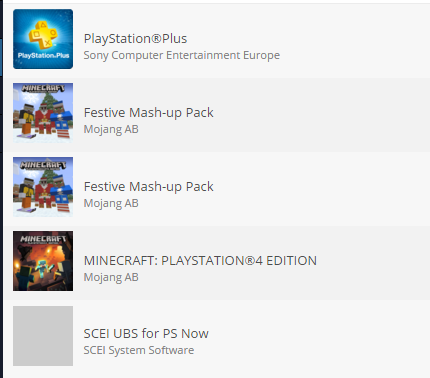 PlayStation.Plus
PlayStation®Plus
Sony Computer Entertainment Europe
MINECRAFT
Festive Mash-up Pack
Mojang AB
MINECRAFT
Festive Mash-up Pack
Mojang AB
MINECRAFT
MINECRAFT: PLAYSTATION®4 EDITION
Mojang AB
SCEI UBS for PS Now
SCEI System Software